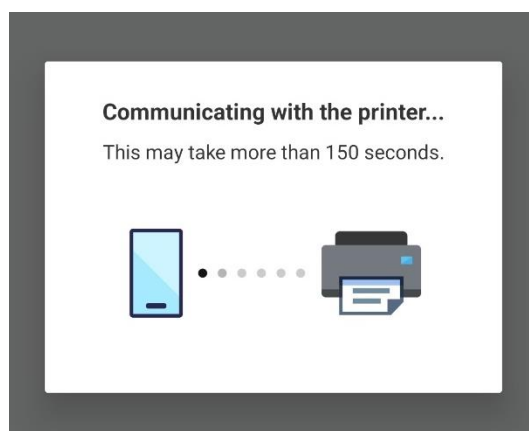 Communicating with the printer...
This may take more than 150 seconds.